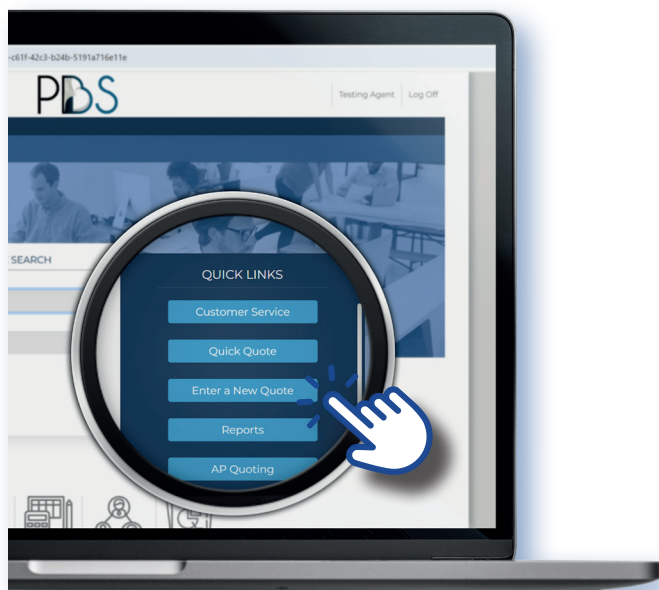 -c61f-42c3-b24b-5191a716e11e
PBS
Testing Agent Log Off
SEARCH
QUICK LINKS
Customer Service
Quick Quote
Enter a New Quote
Reports
AP Quoting